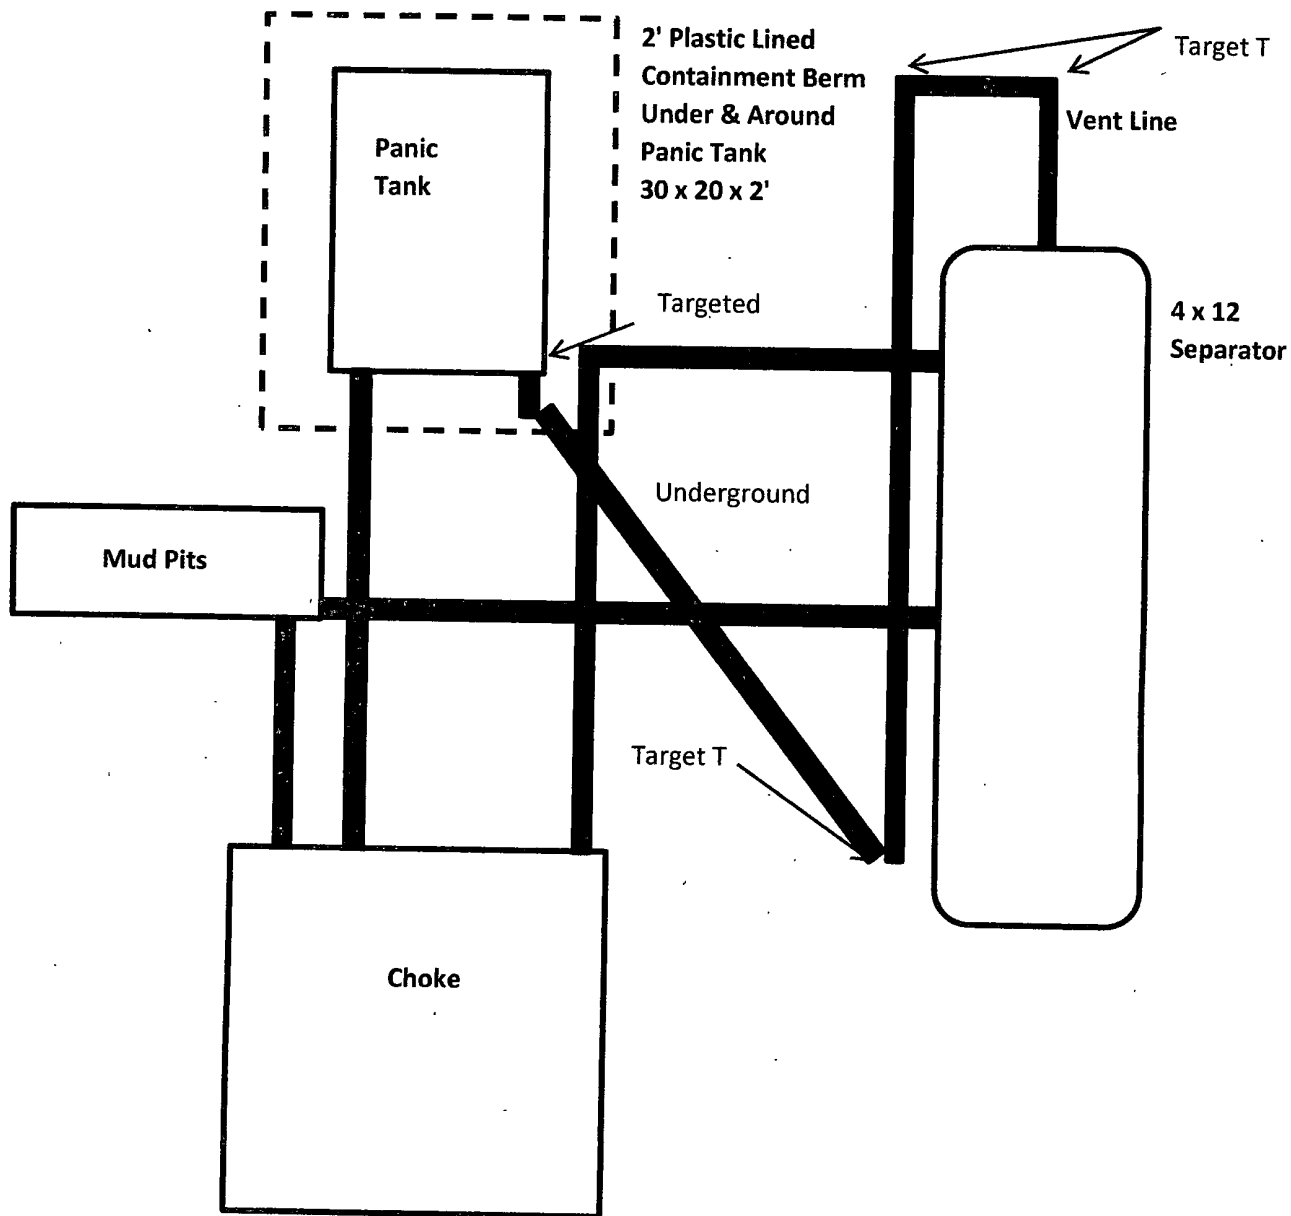 2' Plastic Lined
Containment Berm
Under & Around
Panic Tank
30 x 20 x 2'
Target T
Vent Line
Panic
Tank
Targeted
4 x 12
Separator
Underground
Mud Pits
Target T
Choke